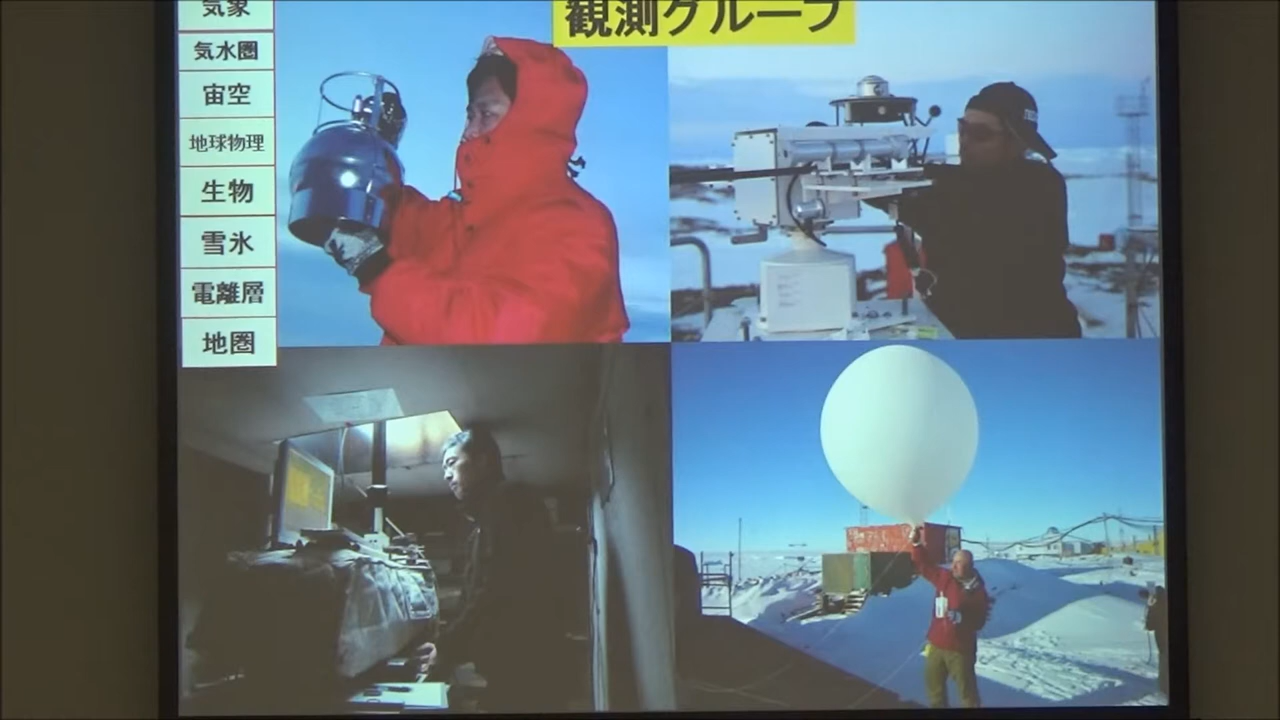 観測グループ
気象
気水圏
宙空
地球物理
生物
雪氷
電離層
地圏